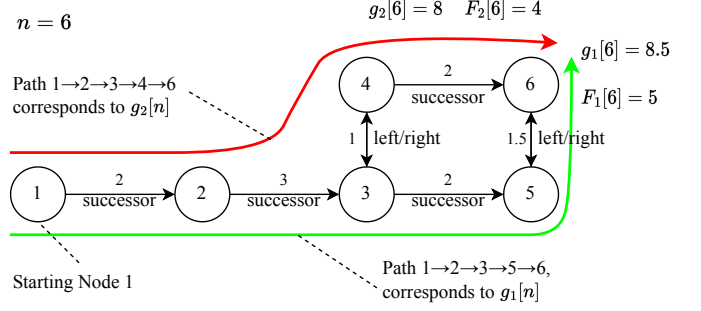 g₂[6] = 8 F₂[6] = 4
n = 6
g₁[6] = 8.5
Path 1→2→3→4→6
corresponds to g₂[n]
4
2
successor
6
F₁[6] = 5
1
left/right
1.5
left/right
1
2
successor
2
3
successor
3
2
successor
5
Starting Node 1
Path 1→2→3→5→6,
corresponds to g₁[n]